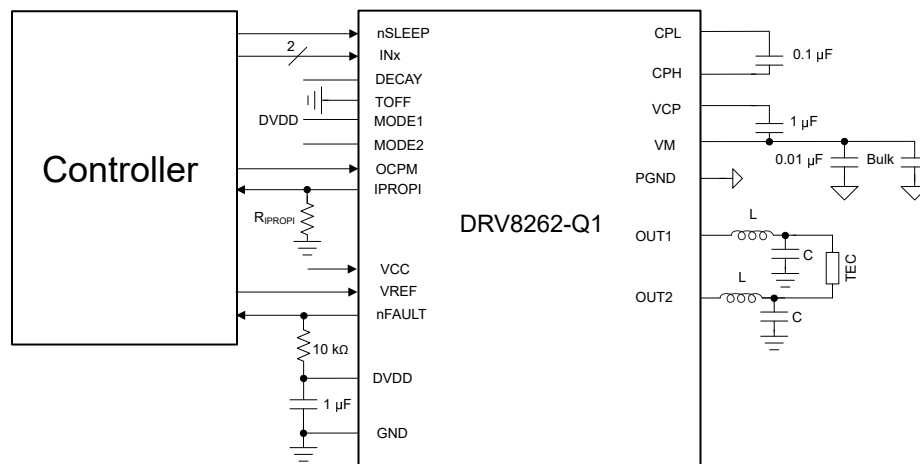 nSLEEP
CPL
2
INx
0.1 µF
DECAY
CPH
TOFF
VCP
DVDD
MODE1
1 µF
MODE2
VM
Controller
OCPM
0.01 µF
Bulk
IPROPI
PGND
RIPROPI
DRV8262-Q1
L
OUT1
C
TEC
VCC
L
VREF
OUT2
nFAULT
C
10 kΩ
DVDD
1 µF
GND